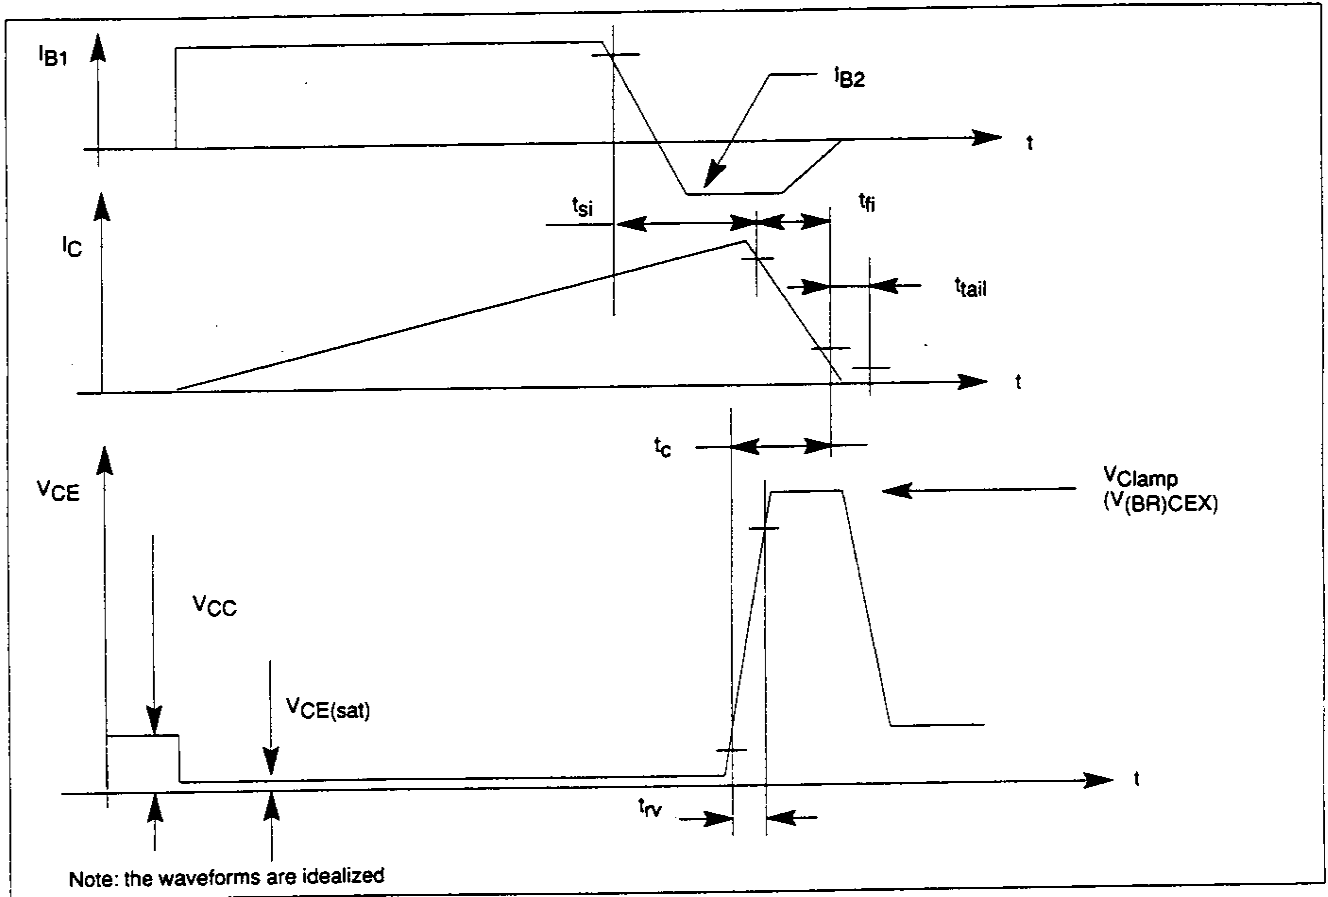 IB1
IB2
t
tsi
tfi
IC
ttail
t
tc
VCE
VClamp
(V(BR)CEX)
VCC
VCE(sat)
t
trv
Note: the waveforms are idealized